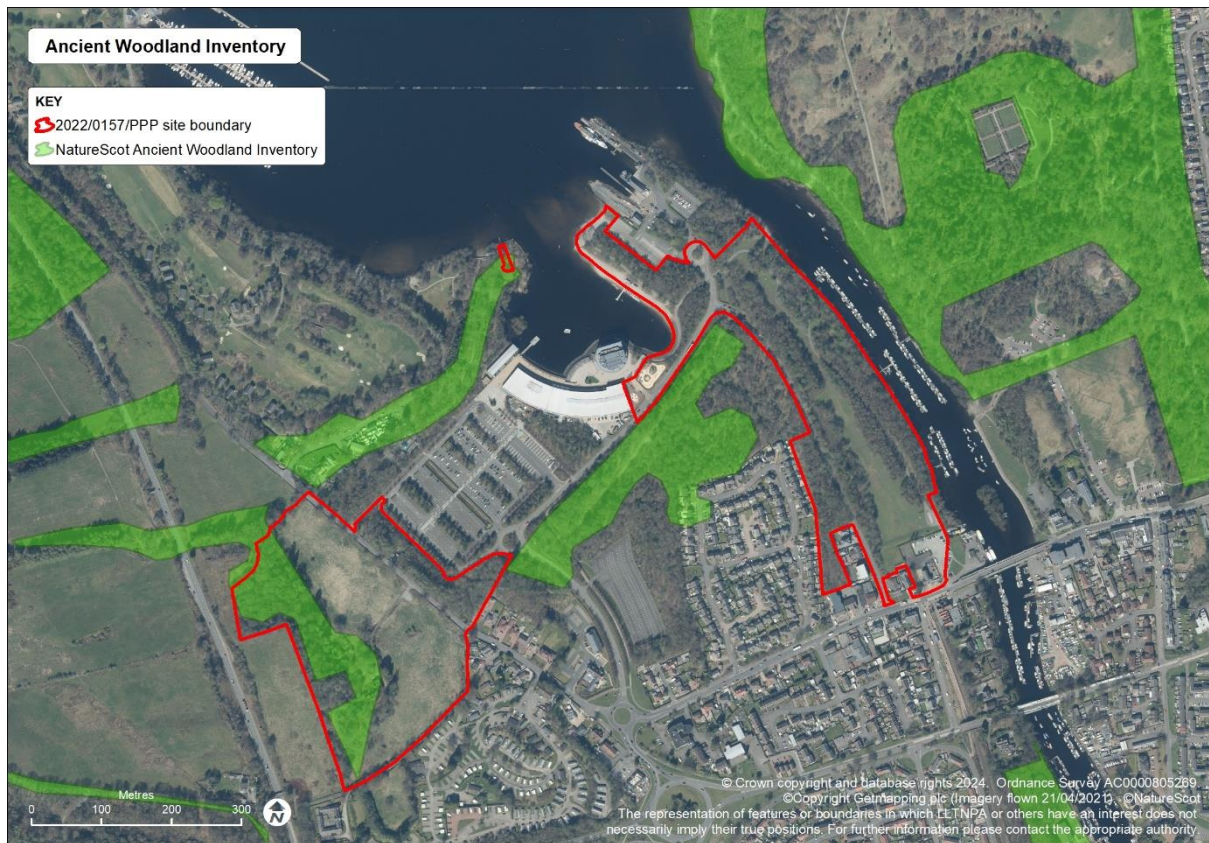 Ancient Woodland Inventory
KEY
2022/0157/PPP site boundary
NatureScot Ancient Woodland Inventory
Metres
0 100 200 300
N
© Crown copyright and database rights 2024. Ordnance Survey AC0000805269.
©Copyright Getmapping plc (Imagery flown 21/04/2021). ©NatureScot
The representation of features or boundaries in which LLTNPA or others have an interest does not
necessarily imply their true positions. For further information please contact the appropriate authority.